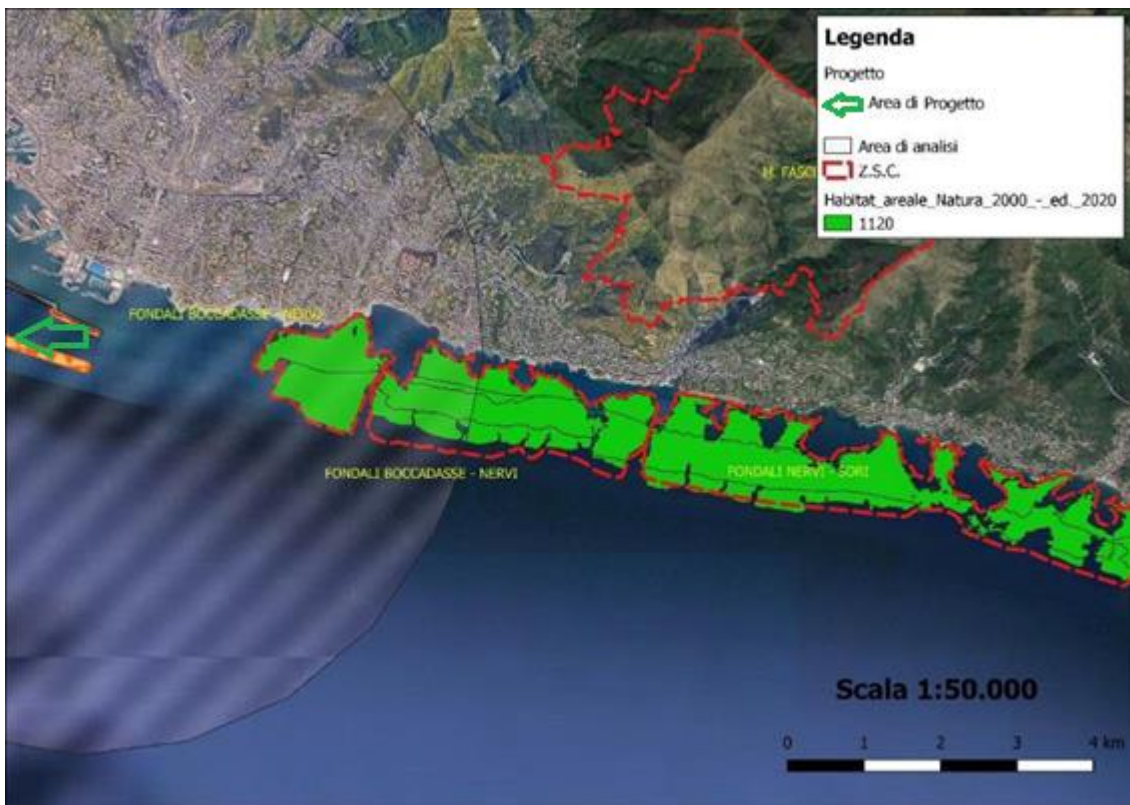 Legenda
Progetto
Area di Progetto
Area di analisi
Z.S.C.
Habitat_areale_Natura_2000_-_ed._2020
1120
M. FASC
FONDALI BOCCADASSE - NERVI
FONDALI BOCCADASSE - NERVI
FONDALI NERVI - SORI
Scala 1:50.000
0 1 2 3 4 km